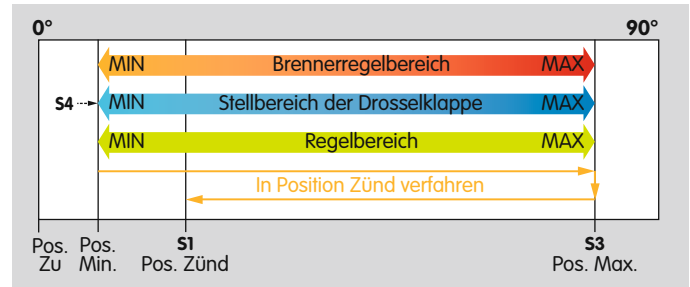 0° 90°
MIN Brennerregelbereich MAX
S4 MIN Stellbereich der Drosselklappe MAX
MIN Regelbereich MAX
In Position Zünd verfahren
Pos. Zu
Pos. Min.
S1
Pos. Zünd
S3
Pos. Max.